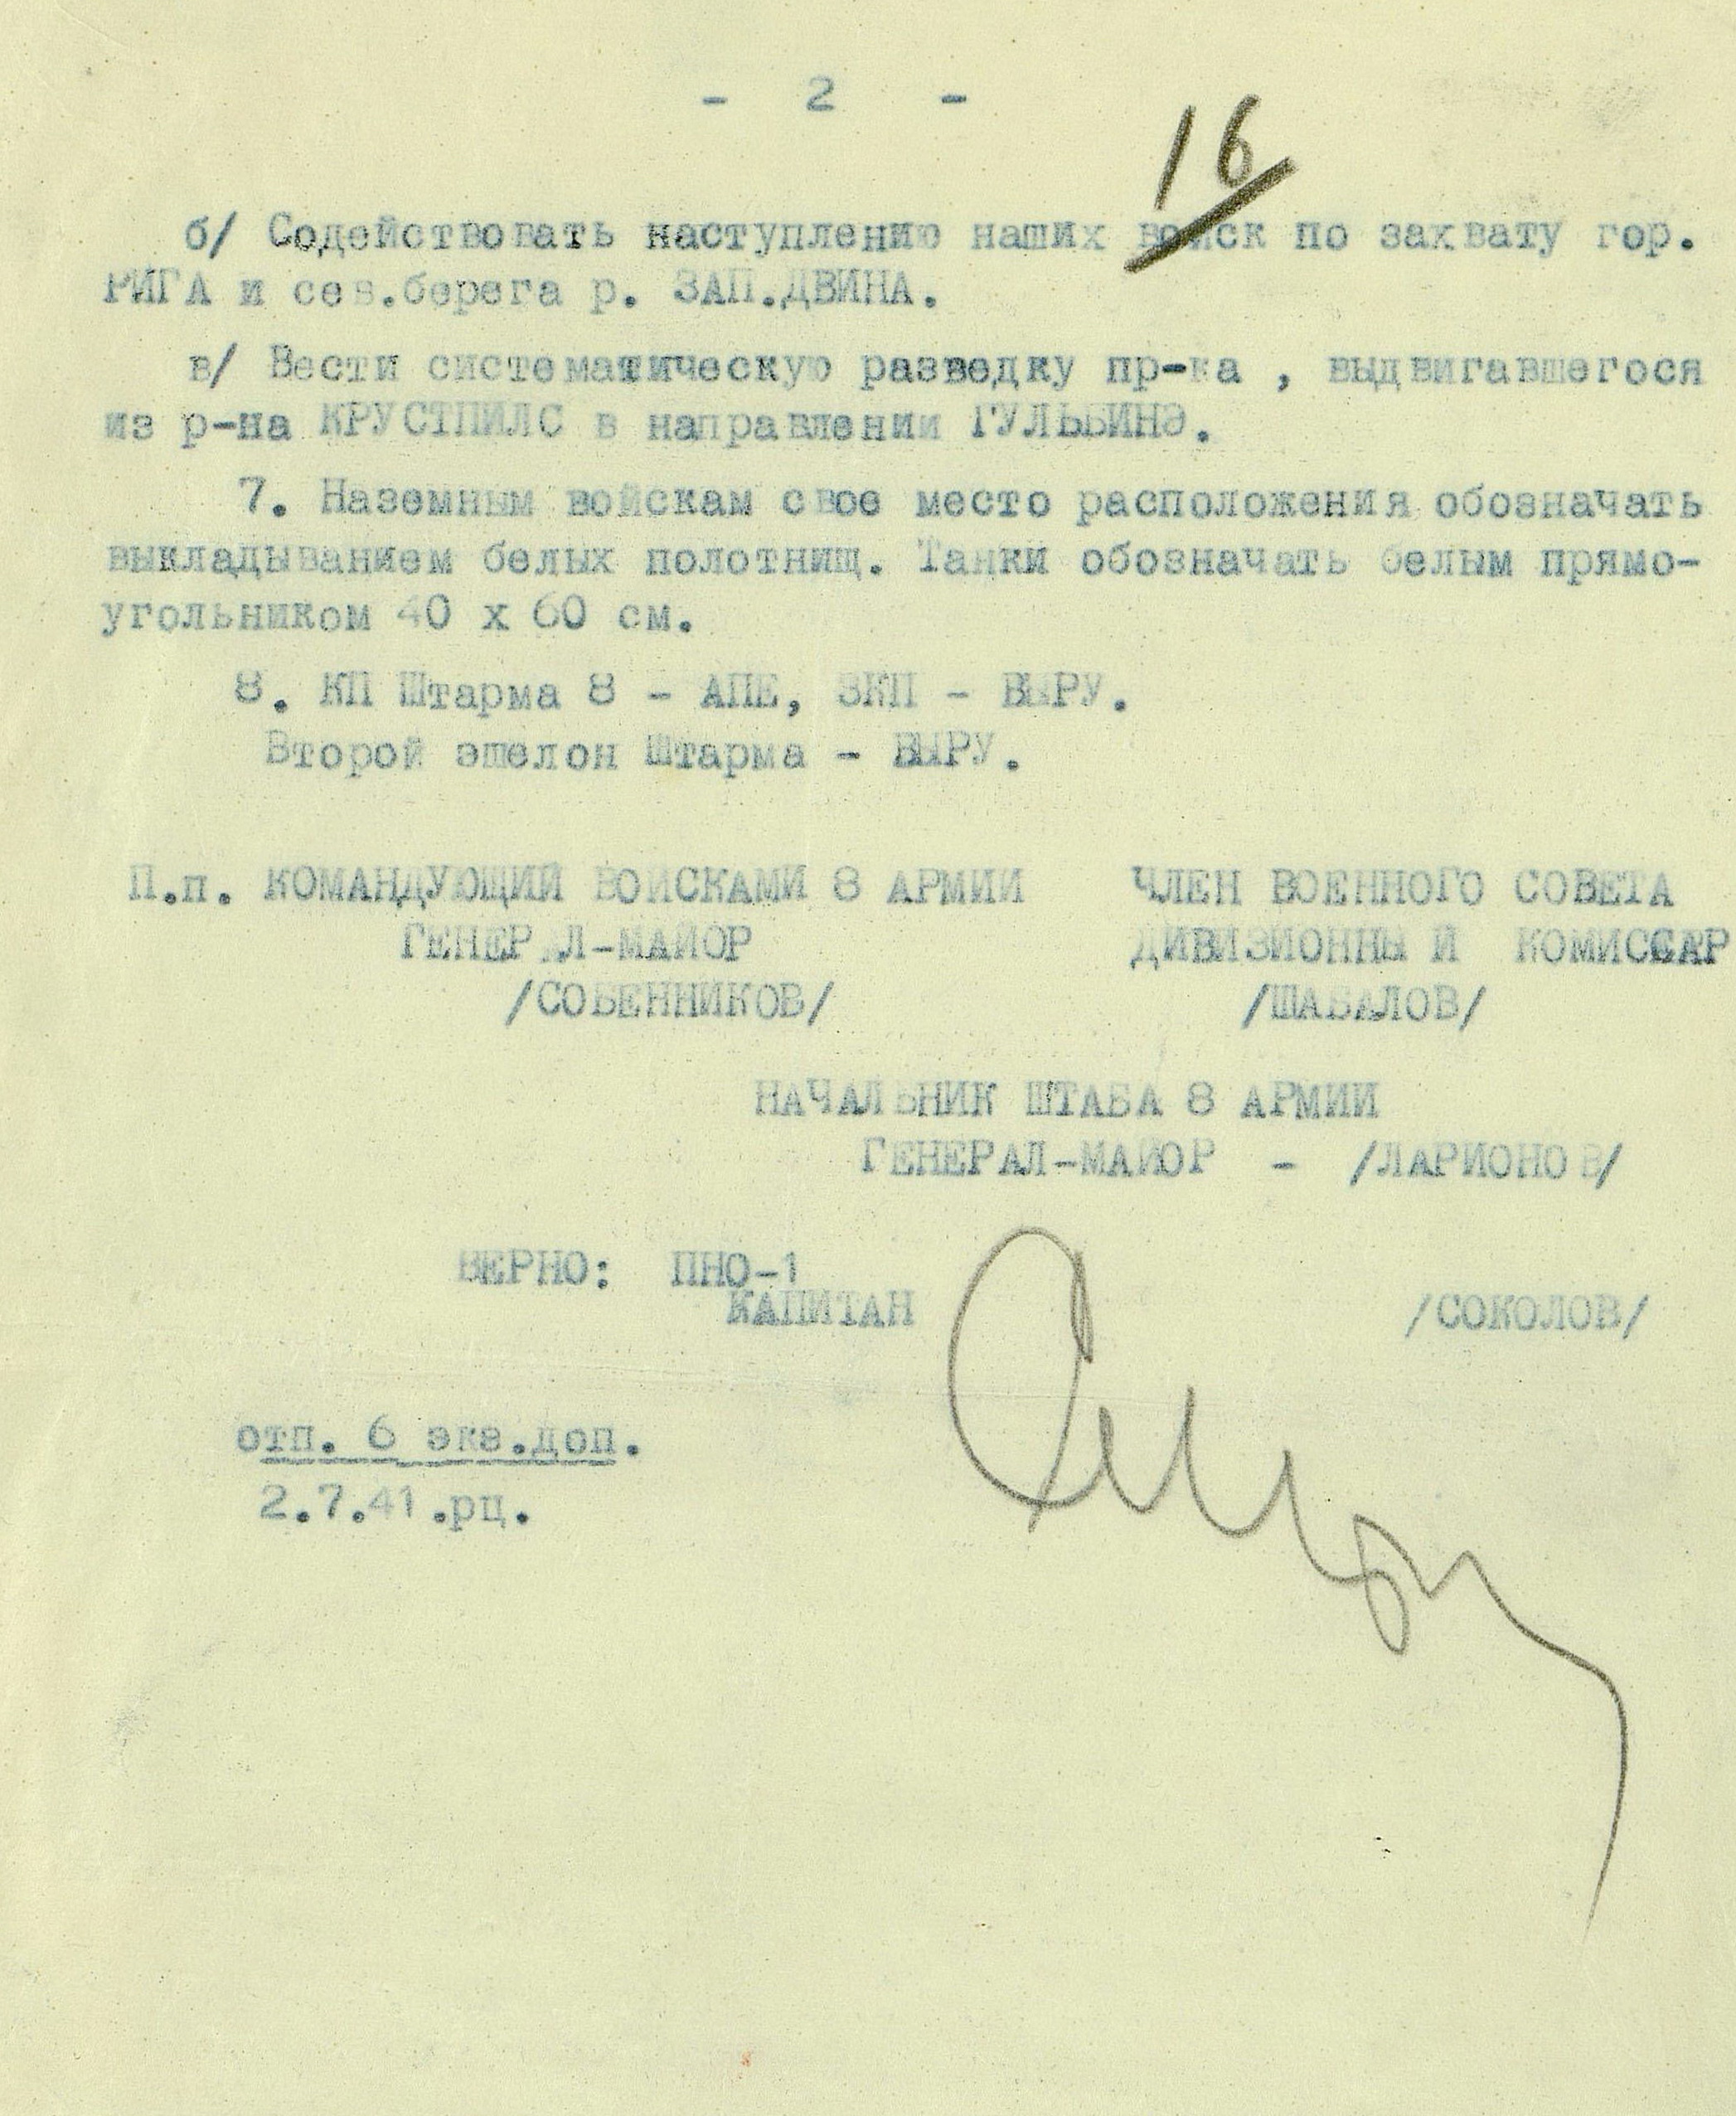 - 2 -
16
б/ Содействовать наступлению наших войск по захвату гор.
РИГА и сев.берега р. ЗАП.ДВИНА.
в/ Вести систематическую разведку пр-ка , выдвигавшегося
из р-на КРУСТПИЛС в направлении ГУЛЬБИНЭ.
7. Наземным войскам свое место расположения обозначать
выкладыванием белых полотнищ. Танки обозначать белым прямо-
угольником 40 х 60 см.
8. КП Штарма 8 - АПЕ, ЗКП - ВЫРУ.
Второй эшелон Штарма - ВЫРУ.
П.п. КОМАНДУЮЩИЙ ВОЙСКАМИ 8 АРМИИ ЧЛЕН ВОЕННОГО СОВЕТА
ГЕНЕРАЛ-МАЙОР ДИВИЗИОННЫЙ КОМИССАР
/СОБЕННИКОВ/ /ШАБАЛОВ/
НАЧАЛЬНИК ШТАБА 8 АРМИИ
ГЕНЕРАЛ-МАЙОР - /ЛАРИОНОВ/
ВЕРНО: ПНО-1
КАПИТАН /СОКОЛОВ/
отп. 6 экз.доп.
2.7.41.рц.